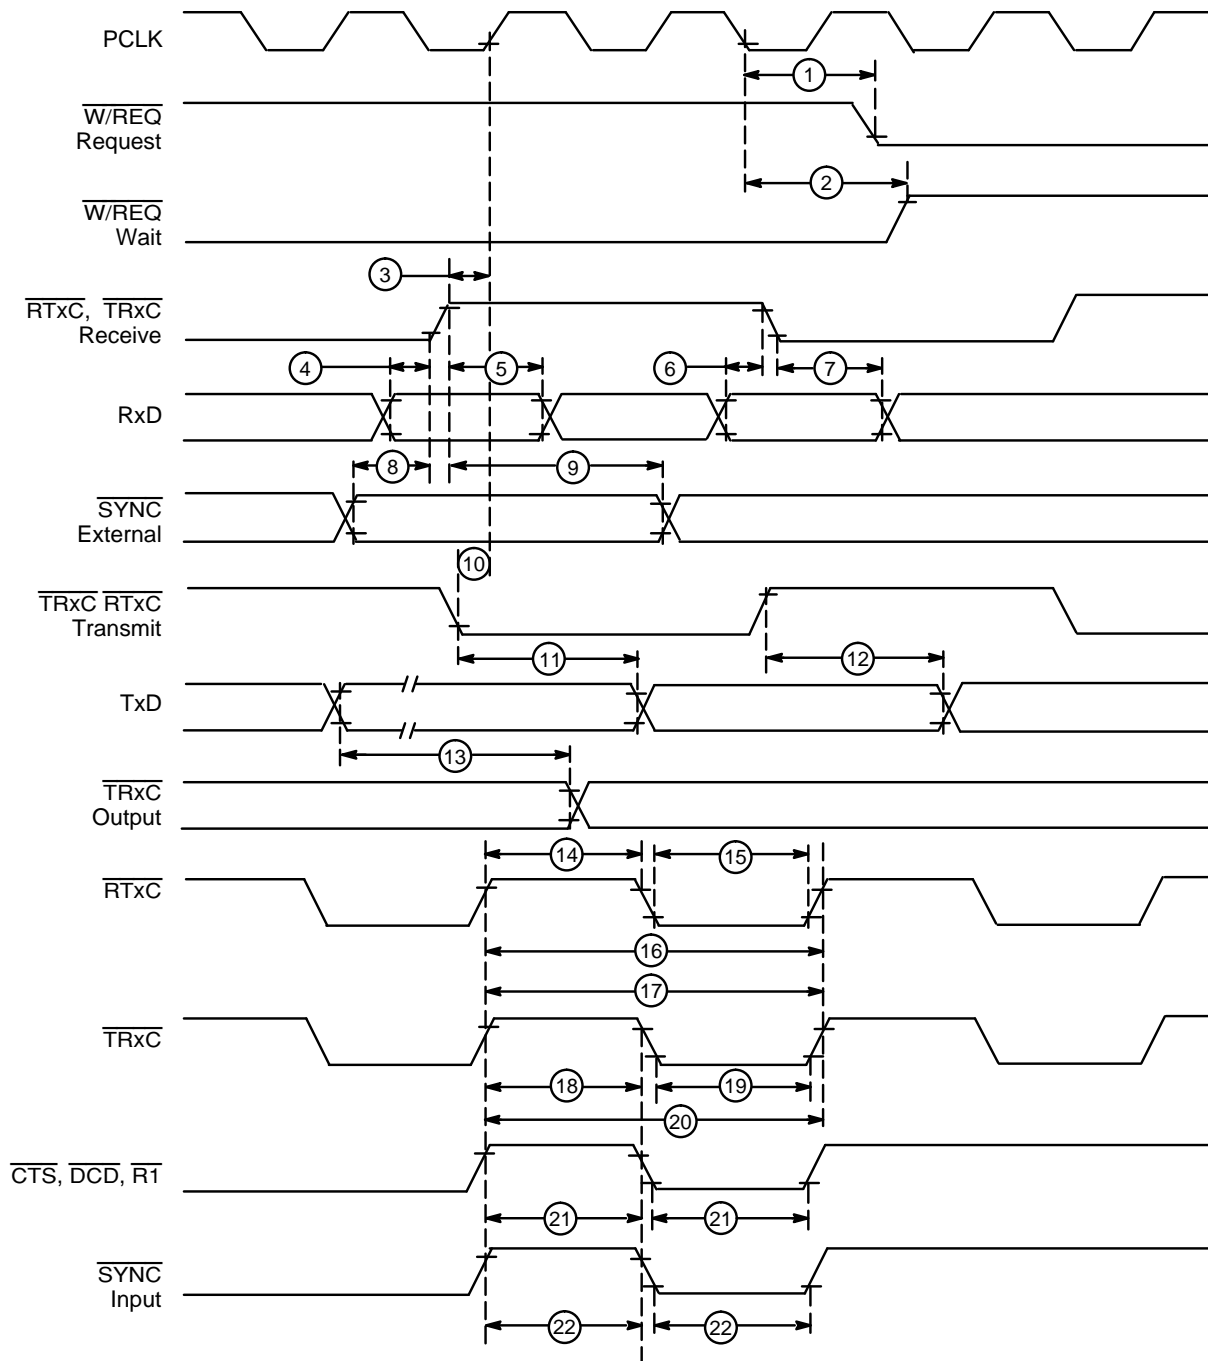 PCLK
1
W/REQ
Request
2
W/REQ
Wait
3
RTxC, TRxC
Receive
4 5 6 7
RxD
8 9
SYNC
External
10
TRxC RTxC
Transmit
11 12
TxD
13
TRxC
Output
14 15
RTxC
16
17
TRxC
18 19
20
CTS, DCD, R1
21 21
SYNC
Input
22 22